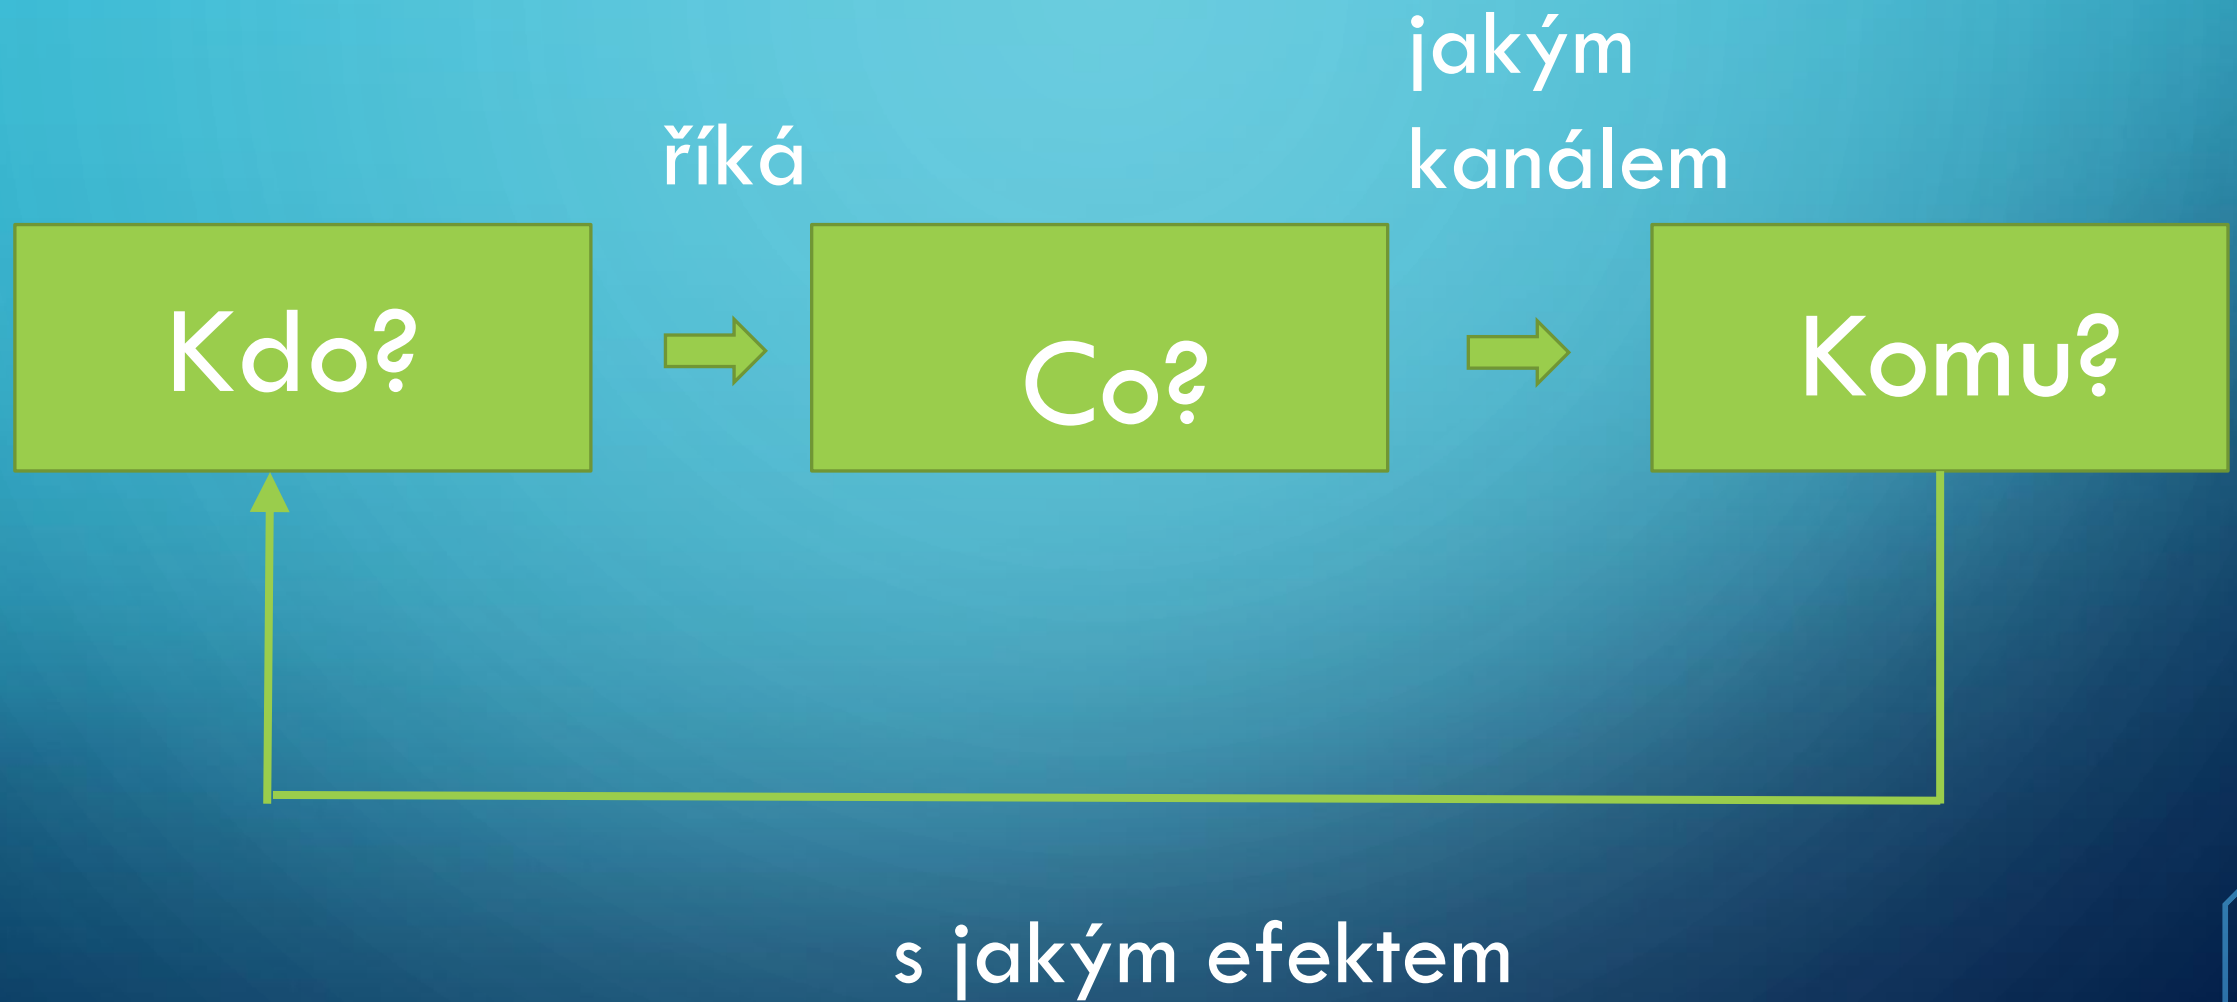 Kdo?
říká
Co?
jakým
kanálem
Komu?
s jakým efektem